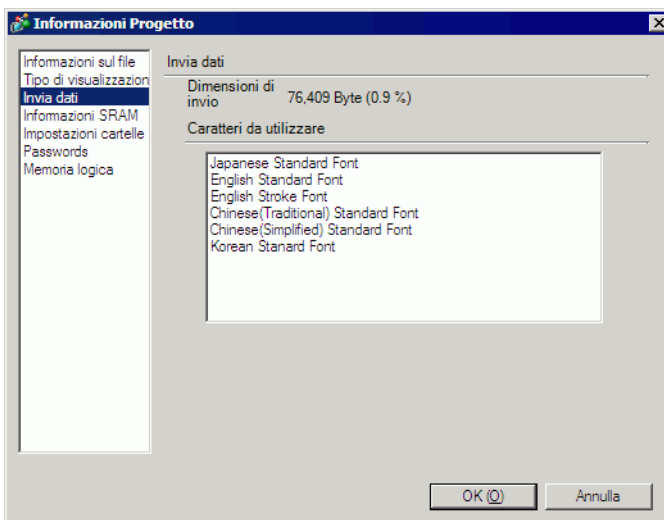 Informazioni Progetto
Informazioni sul file
Tipo di visualizzazion
Invia dati
Informazioni SRAM
Impostazioni cartelle
Passwords
Memoria logica
Invia dati
Dimensioni di
invio
76,409 Byte (0.9 %)
Caratteri da utilizzare
Japanese Standard Font
English Standard Font
English Stroke Font
Chinese(Traditional) Standard Font
Chinese(Simplified) Standard Font
Korean Stanard Font
OK (O)
Annulla